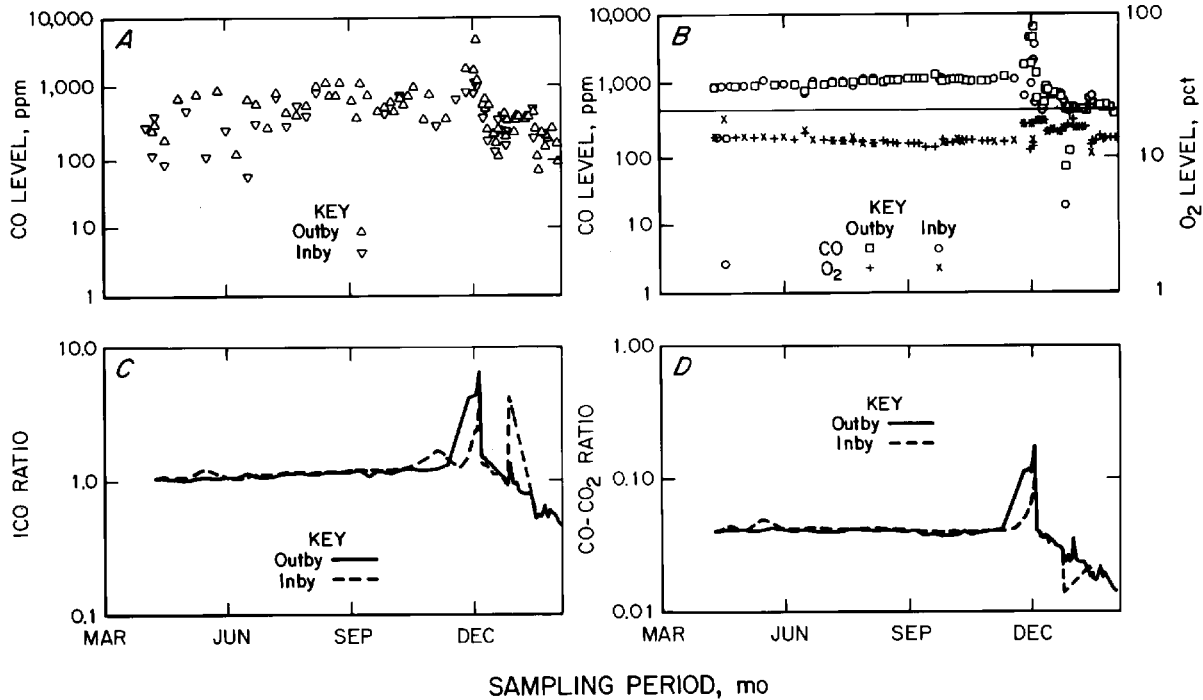 A
10,000
1,000
100
10
1
CO LEVEL, ppm
KEY
Outby △
Inby ▽
B
10,000
1,000
100
10
1
CO LEVEL, ppm
100
10
1
O₂ LEVEL, pct
KEY
Outby Inby
CO □ ○
O₂ + x
C
10.0
1.0
0.1
ICO RATIO
KEY
Outby
Inby
MAR JUN SEP DEC
D
1.00
0.10
0.01
CO-CO₂ RATIO
KEY
Outby
Inby
MAR JUN SEP DEC
SAMPLING PERIOD, mo